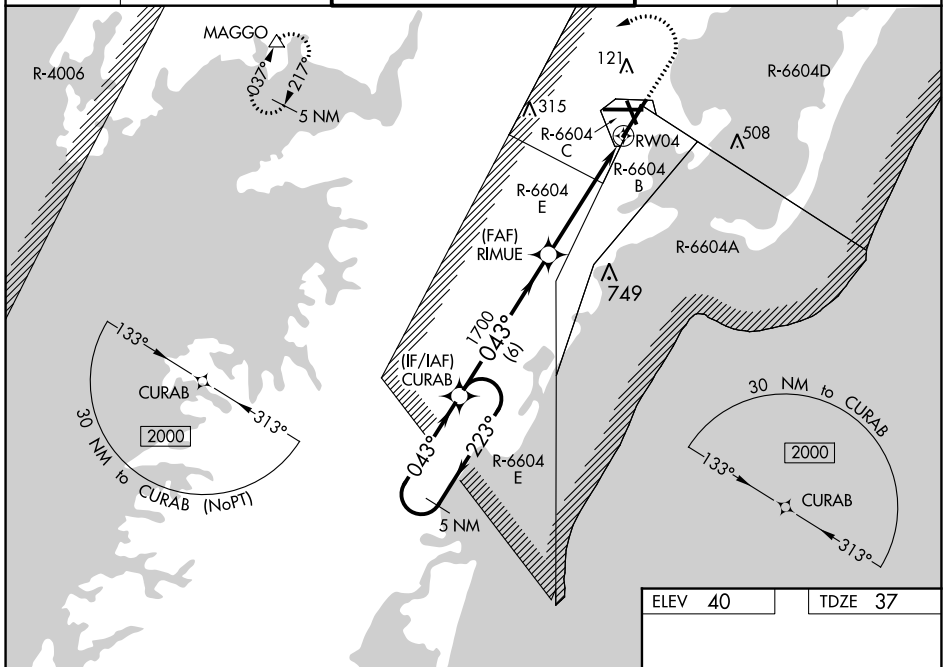 MAGGO
R-4006
037°
217°
5 NM
121
315
R-6604
C
RW04
R-6604D
508
R-6604
B
R-6604
E
R-6604A
(FAF)
RIMUE
749
1700
043°
(6)
(IF/IAF)
CURAB
043°
223°
5 NM
R-6604
E
133°
CURAB
313°
2000
30 NM to CURAB (NoPT)
30 NM to CURAB
2000
133°
CURAB
313°
ELEV 40
TDZE 37